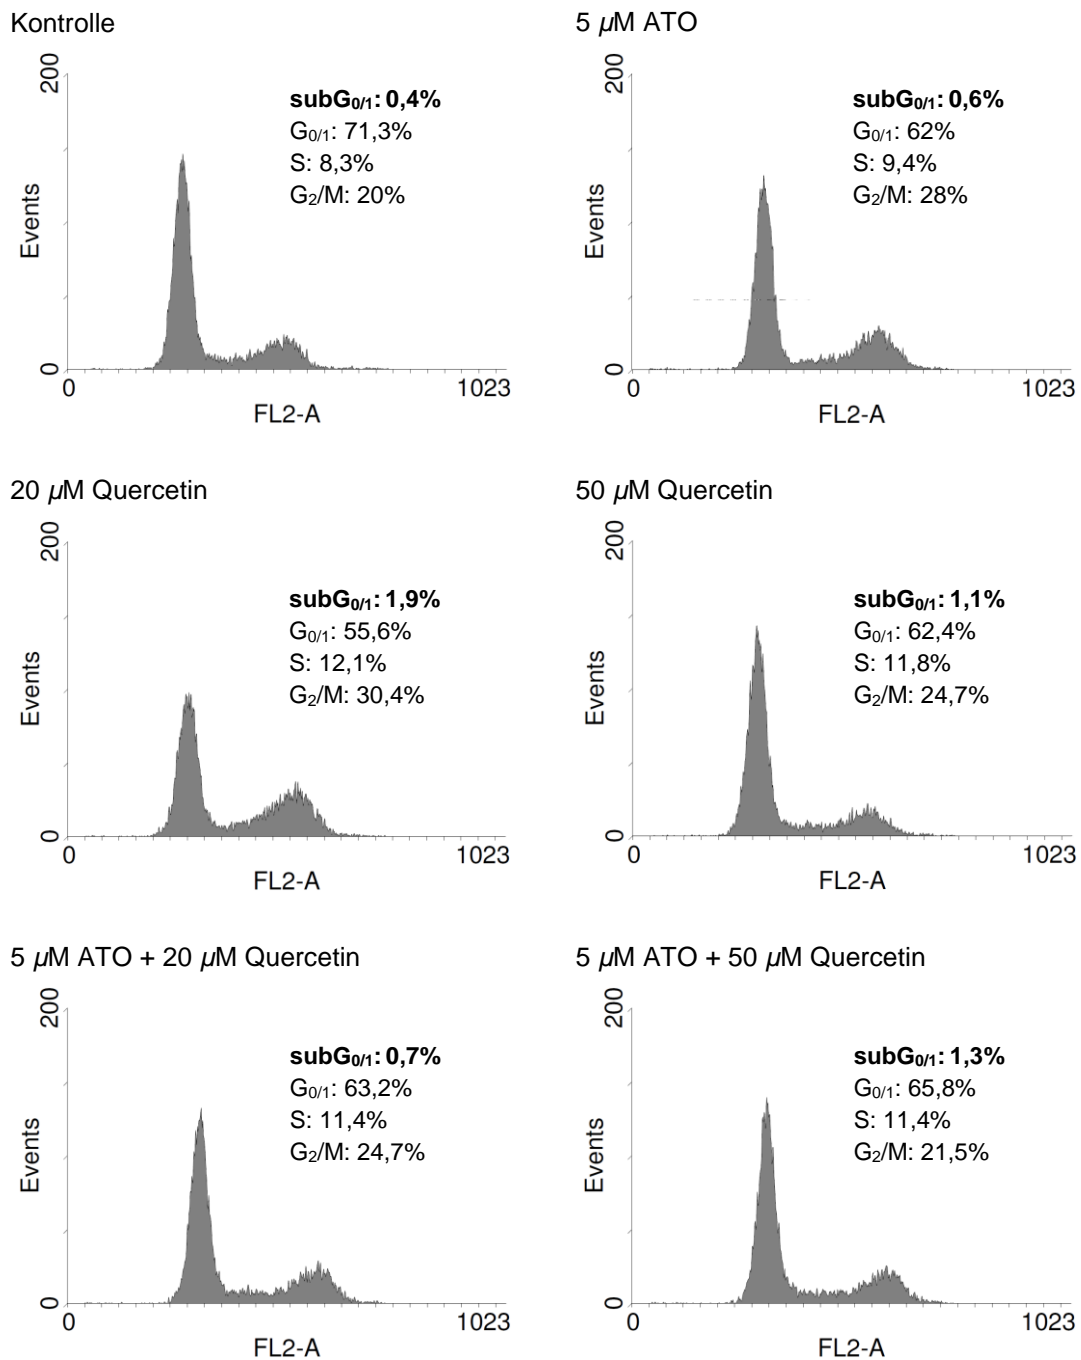 Kontrolle
200
subG0/1: 0,4%
G0/1: 71,3%
S: 8,3%
G2/M: 20%
Events
0
0 1023
FL2-A
5 µM ATO
200
subG0/1: 0,6%
G0/1: 62%
S: 9,4%
G2/M: 28%
Events
0
0 1023
FL2-A
20 µM Quercetin
200
subG0/1: 1,9%
G0/1: 55,6%
S: 12,1%
G2/M: 30,4%
Events
0
0 1023
FL2-A
50 µM Quercetin
200
subG0/1: 1,1%
G0/1: 62,4%
S: 11,8%
G2/M: 24,7%
Events
0
0 1023
FL2-A
5 µM ATO + 20 µM Quercetin
200
subG0/1: 0,7%
G0/1: 63,2%
S: 11,4%
G2/M: 24,7%
Events
0
0 1023
FL2-A
5 µM ATO + 50 µM Quercetin
200
subG0/1: 1,3%
G0/1: 65,8%
S: 11,4%
G2/M: 21,5%
Events
0
0 1023
FL2-A